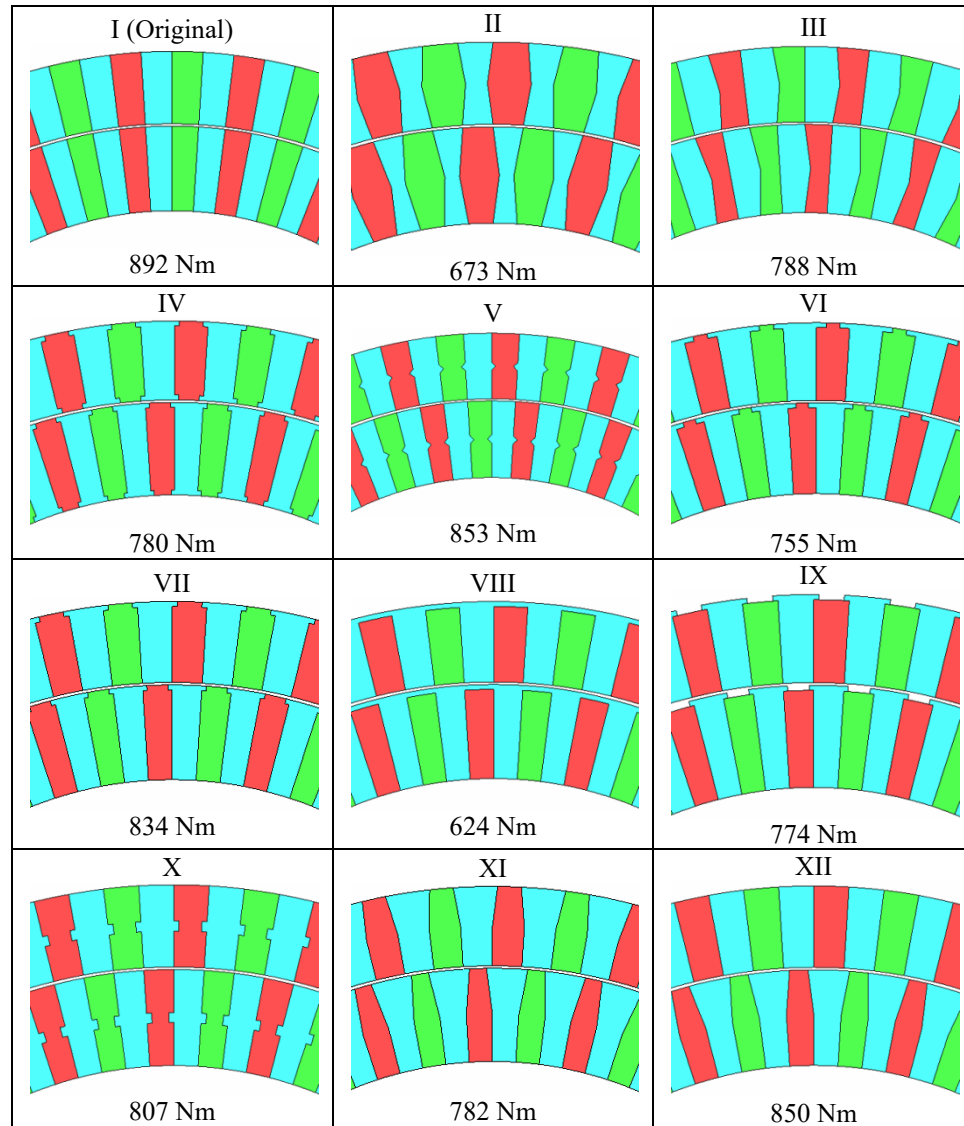 I (Original)
892 Nm
II
673 Nm
III
788 Nm
IV
780 Nm
V
853 Nm
VI
755 Nm
VII
834 Nm
VIII
624 Nm
IX
774 Nm
X
807 Nm
XI
782 Nm
XII
850 Nm